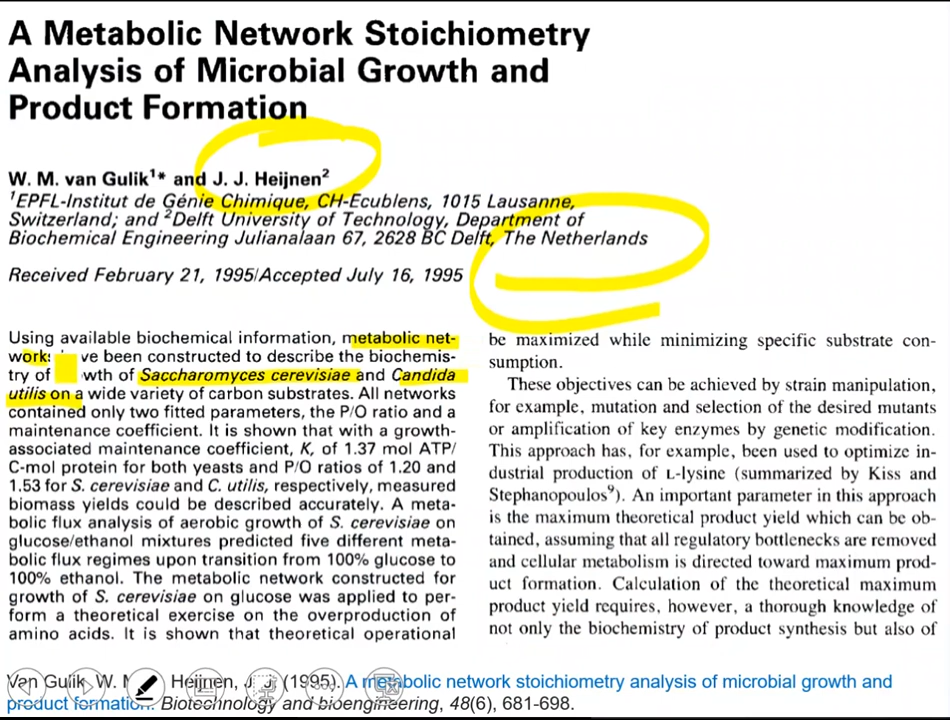 A Metabolic Network Stoichiometry
Analysis of Microbial Growth and
Product Formation
W. M. van Gulik¹* and J. J. Heijnen²
¹EPFL-Institut de Génie Chimique, CH-Ecublens, 1015 Lausanne,
Switzerland; and ²Delft University of Technology, Department of
Biochemical Engineering Julianalaan 67, 2628 BC Delft, The Netherlands
Received February 21, 1995/Accepted July 16, 1995
Using available biochemical information, metabolic net-
works ve been constructed to describe the biochemis-
try of wth of Saccharomyces cerevisiae and Candida
utilis on a wide variety of carbon substrates. All networks
contained only two fitted parameters, the P/O ratio and a
maintenance coefficient. It is shown that with a growth-
associated maintenance coefficient, K, of 1.37 mol ATP/
C-mol protein for both yeasts and P/O ratios of 1.20 and
1.53 for S. cerevisiae and C. utilis, respectively, measured
biomass yields could be described accurately. A meta-
bolic flux analysis of aerobic growth of S. cerevisiae on
glucose/ethanol mixtures predicted five different meta-
bolic flux regimes upon transition from 100% glucose to
100% ethanol. The metabolic network constructed for
growth of S. cerevisiae on glucose was applied to per-
form a theoretical exercise on the overproduction of
amino acids. It is shown that theoretical operational
be maximized while minimizing specific substrate con-
sumption.
These objectives can be achieved by strain manipulation,
for example, mutation and selection of the desired mutants
or amplification of key enzymes by genetic modification.
This approach has, for example, been used to optimize in-
dustrial production of L-lysine (summarized by Kiss and
Stephanopoulos⁹). An important parameter in this approach
is the maximum theoretical product yield which can be ob-
tained, assuming that all regulatory bottlenecks are removed
and cellular metabolism is directed toward maximum prod-
uct formation. Calculation of the theoretical maximum
product yield requires, however, a thorough knowledge of
not only the biochemistry of product synthesis but also of
Van Gulik, W. Heijnen, J. J. (1995). A metabolic network stoichiometry analysis of microbial growth and
product formation. Biotechnology and bioengineering, 48(6), 681-698.